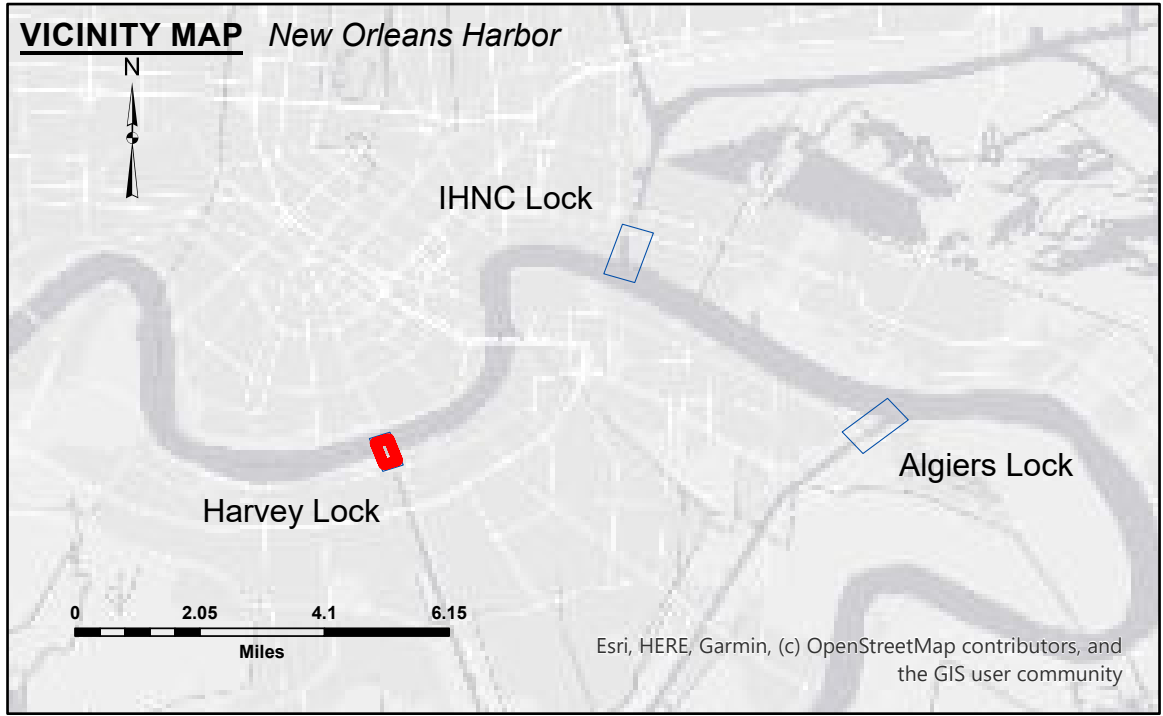 VICINITY MAP New Orleans Harbor
N
IHNC Lock
Algiers Lock
Harvey Lock
0 2.05 4.1 6.15
Miles
Esri, HERE, Garmin, (c) OpenStreetMap contributors, and
the GIS user community